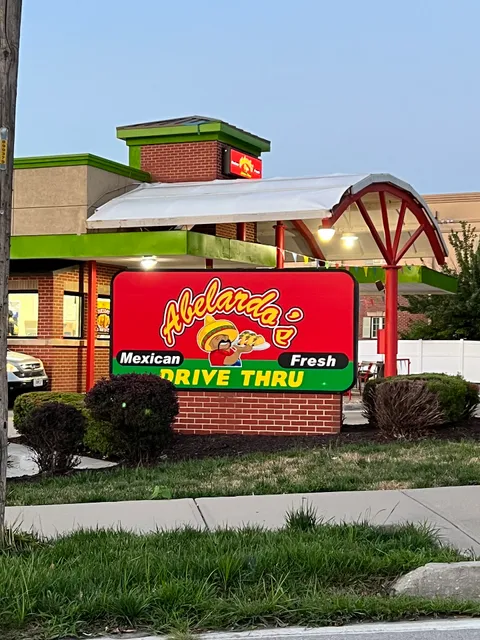 Abelardo's
Mexican
Fresh
DRIVE THRU